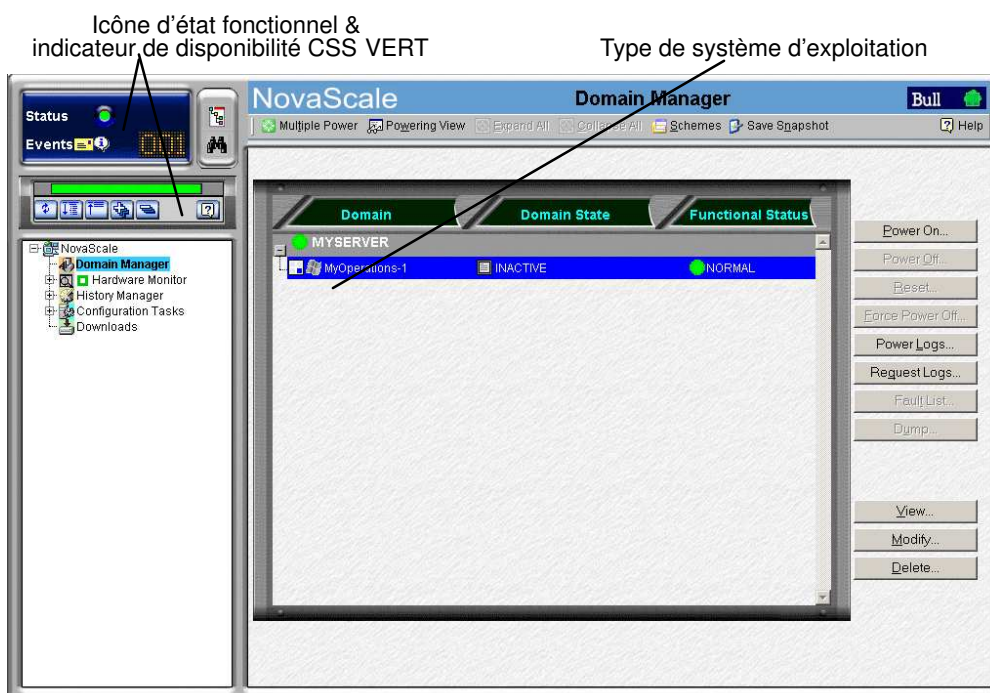 Icône d'état fonctionnel &
indicateur de disponibilité CSS VERT
Type de système d'exploitation
Status
Events
001
NovaScale
Domain Manager
Bull
Multiple Power
Powering View
Expand All
Collapse All
Schemes
Save Snapshot
Help
NovaScale
Domain Manager
Hardware Monitor
History Manager
Configuration Tasks
Downloads
Domain
Domain State
Functional Status
MYSERVER
MyOperations-1
INACTIVE
NORMAL
Power On...
Power Off...
Reset...
Force Power Off...
Power Logs...
Request Logs...
Fault List...
Dump...
View...
Modify...
Delete...